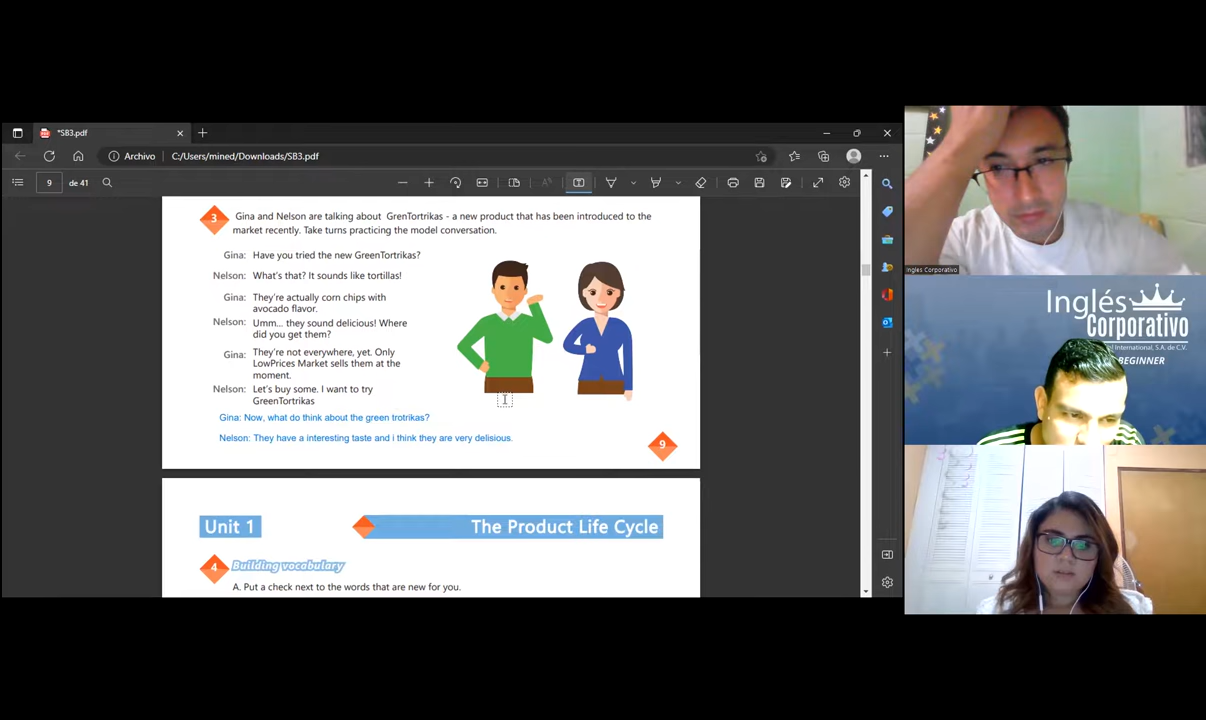 *SB3.pdf
Archivo
C:/Users/mined/Downloads/SB3.pdf
9
de 41
3
Gina and Nelson are talking about GrenTortrikas - a new product that has been introduced to the
market recently. Take turns practicing the model conversation.
Gina: Have you tried the new GreenTortrikas?
Nelson: What's that? It sounds like tortillas!
Gina: They're actually corn chips with
avocado flavor.
Nelson: Umm... they sound delicious! Where
did you get them?
Gina: They're not everywhere, yet. Only
LowPrices Market sells them at the
moment.
Nelson: Let's buy some. I want to try
GreenTortrikas
Gina: Now, what do think about the green trotrikas?
Nelson: They have a interesting taste and i think they are very delisious.
9
Unit 1
The Product Life Cycle
4
Building vocabulary
A. Put a check next to the words that are new for you.
Ingles Corporativo
Inglés
Corporativo
International, S.A. de C.V.
BEGINNER